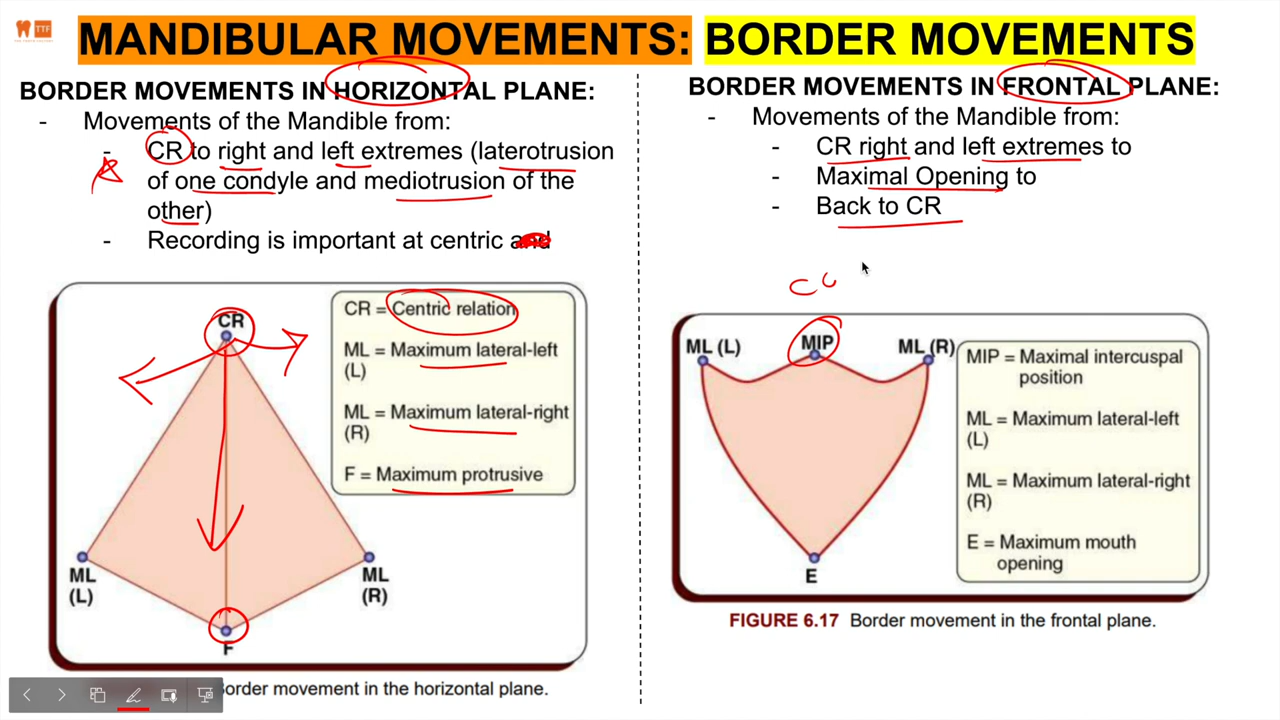 TTF
MANDIBULAR MOVEMENTS: BORDER MOVEMENTS
BORDER MOVEMENTS IN HORIZONTAL PLANE:
- Movements of the Mandible from:
- CR to right and left extremes (laterotrusion
of one condyle and mediotrusion of the
other)
- Recording is important at centric
CR
CR = Centric relation
ML = Maximum lateral-left
(L)
ML = Maximum lateral-right
(R)
F = Maximum protrusive
ML
(L)
ML
(R)
F
Border movement in the horizontal plane.
BORDER MOVEMENTS IN FRONTAL PLANE:
- Movements of the Mandible from:
- CR right and left extremes to
- Maximal Opening to
- Back to CR
ML (L)
MIP
ML (R)
E
MIP = Maximal intercuspal
position
ML = Maximum lateral-left
(L)
ML = Maximum lateral-right
(R)
E = Maximum mouth
opening
FIGURE 6.17 Border movement in the frontal plane.